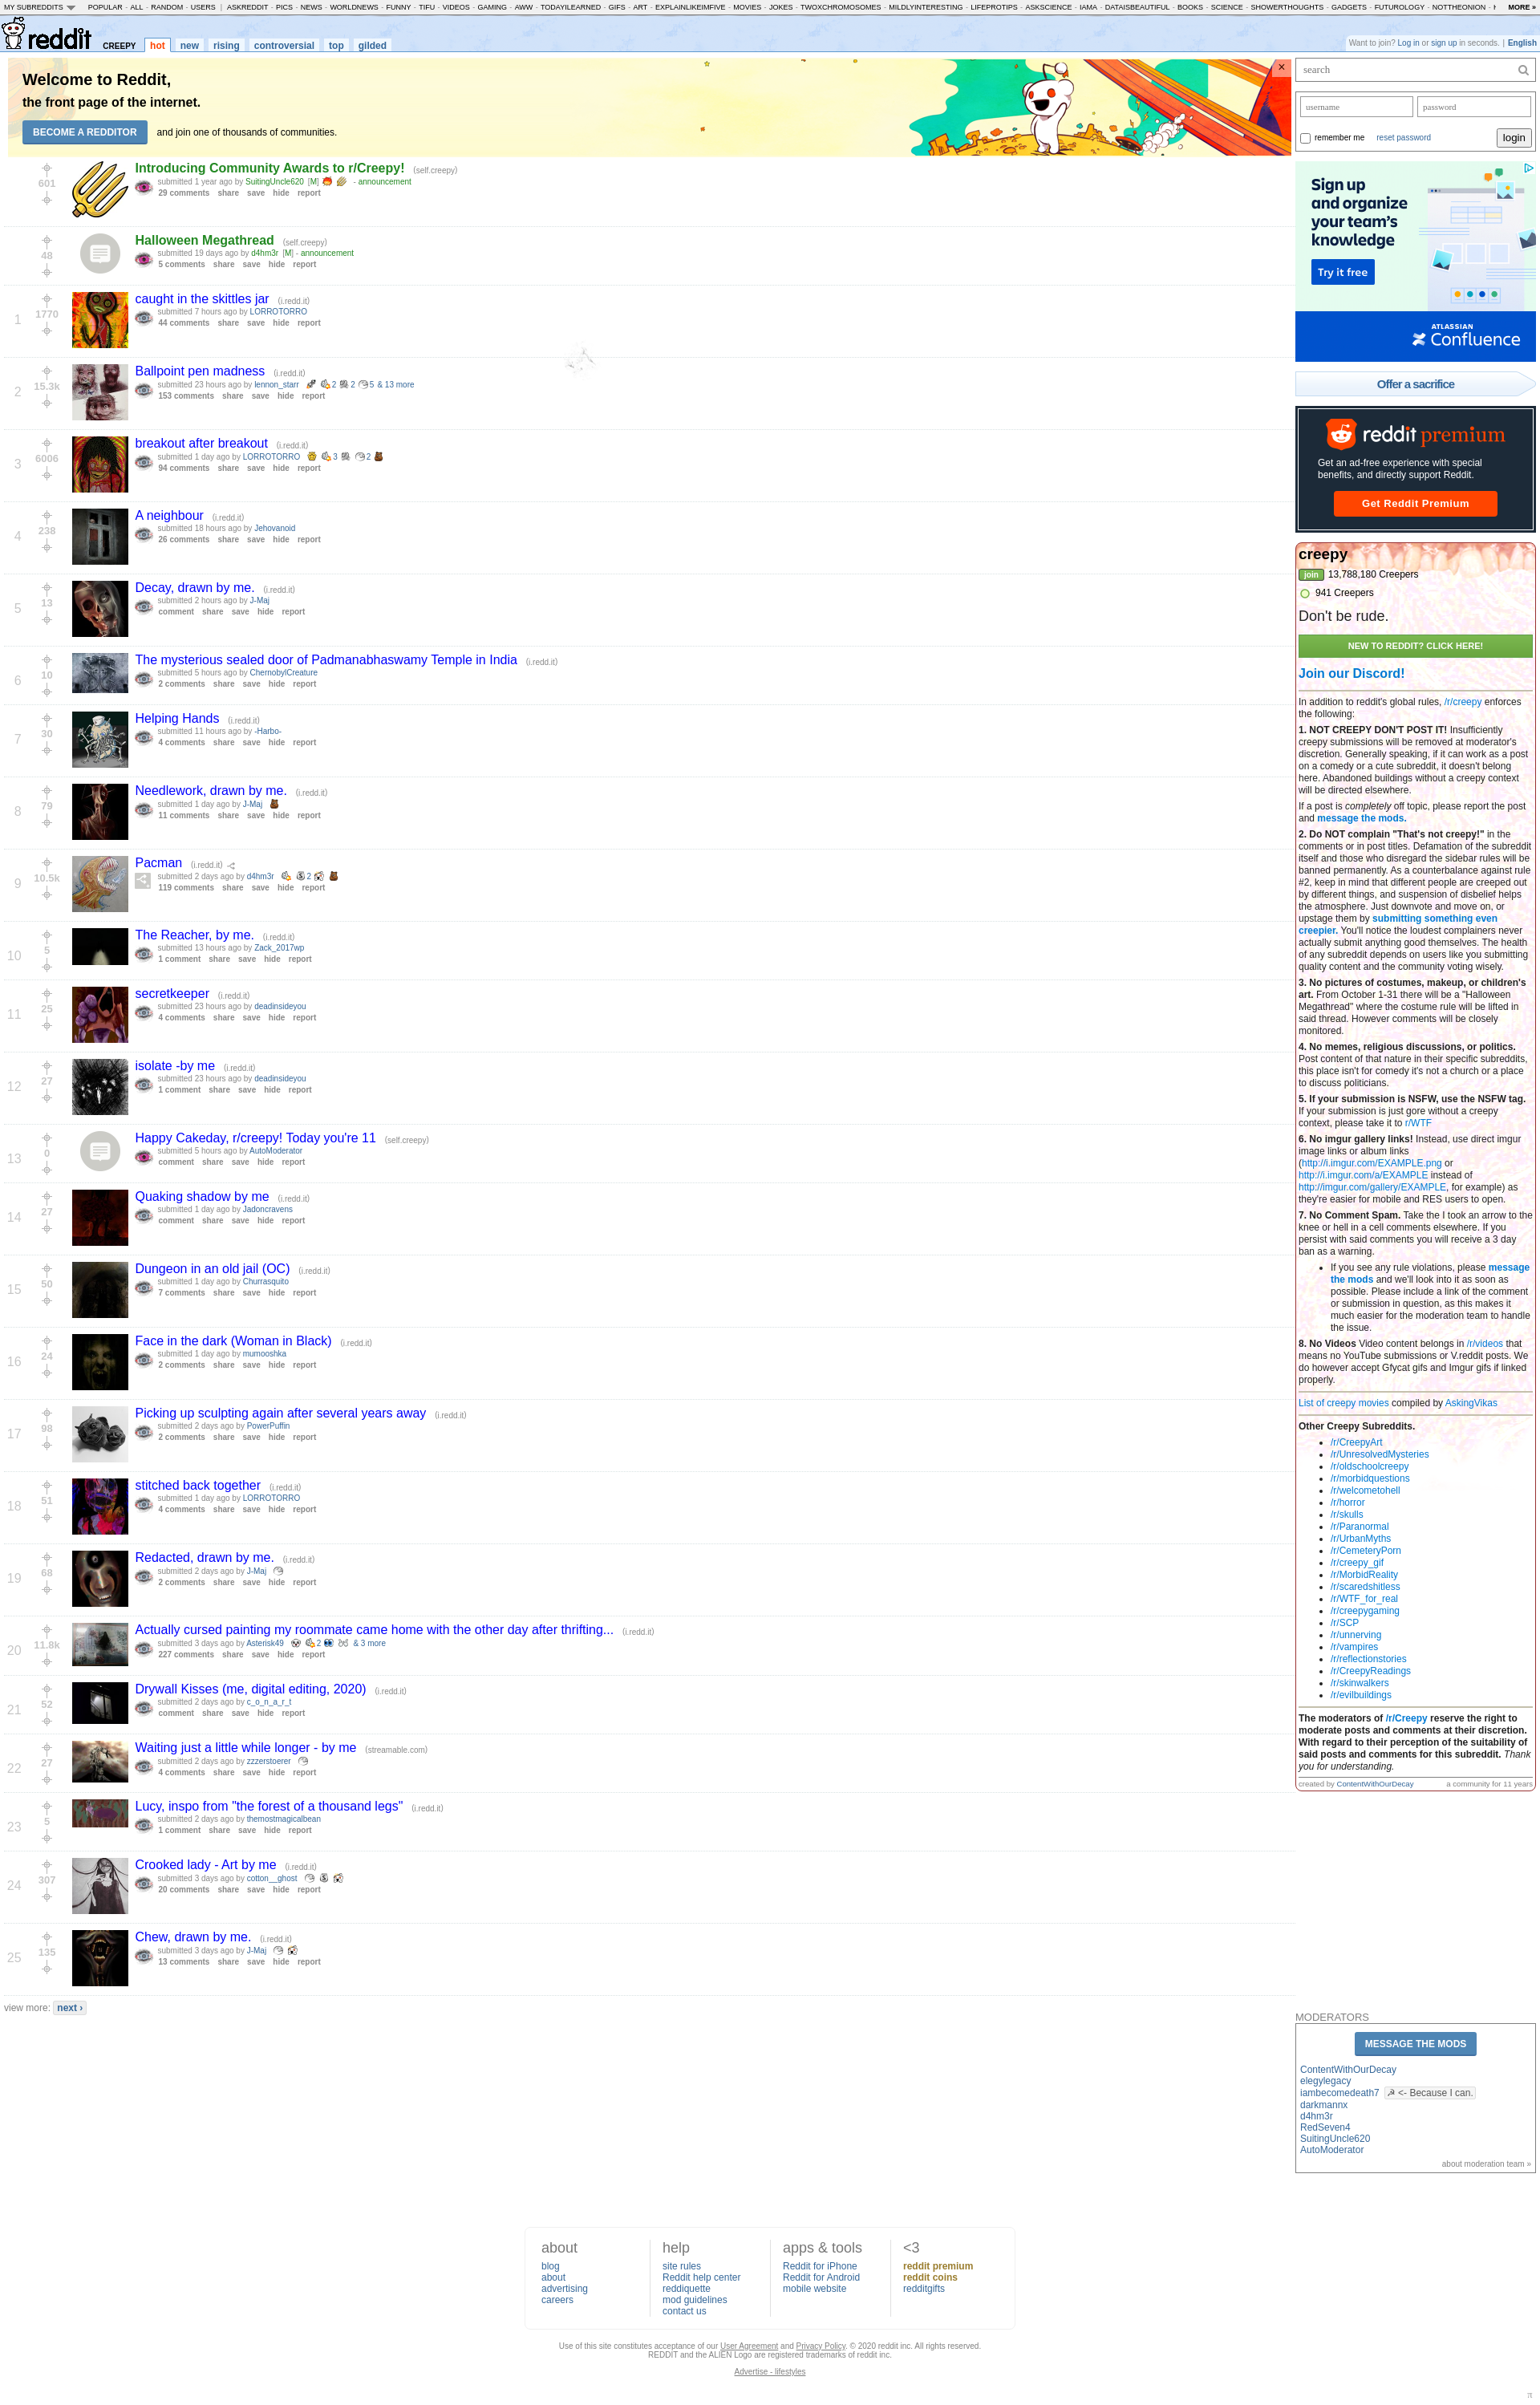 MY SUBREDDITS POPULAR - ALL - RANDOM - USERS | ASKREDDIT - PICS - NEWS - WORLDNEWS - FUNNY - TIFU - VIDEOS - GAMING - AWW - TODAYILEARNED - GIFS - ART - EXPLAINLIKEIMFIVE - MOVIES - JOKES - TWOXCHROMOSOMES - MILDLYINTERESTING - LIFEPROTIPS - ASKSCIENCE - IAMA - DATAISBEAUTIFUL - BOOKS - SCIENCE - SHOWERTHOUGHTS - GADGETS - FUTUROLOGY - NOTTHEONION - MORE »
reddit CREEPY hot new rising controversial top gilded
Want to join? Log in or sign up in seconds. | English
Welcome to Reddit,
the front page of the internet.
BECOME A REDDITOR and join one of thousands of communities.
×
601
Introducing Community Awards to r/Creepy! (self.creepy)
submitted 1 year ago by SuitingUncle620 [M] - announcement
29 comments share save hide report
48
Halloween Megathread (self.creepy)
submitted 19 days ago by d4hm3r [M] - announcement
5 comments share save hide report
1 1770
caught in the skittles jar (i.redd.it)
submitted 7 hours ago by LORROTORRO
44 comments share save hide report
2 15.3k
Ballpoint pen madness (i.redd.it)
submitted 23 hours ago by lennon_starr 2 2 5 & 13 more
153 comments share save hide report
3 6006
breakout after breakout (i.redd.it)
submitted 1 day ago by LORROTORRO 3 2
94 comments share save hide report
4 238
A neighbour (i.redd.it)
submitted 18 hours ago by Jehovanoid
26 comments share save hide report
5 13
Decay, drawn by me. (i.redd.it)
submitted 2 hours ago by J-Maj
comment share save hide report
6 10
The mysterious sealed door of Padmanabhaswamy Temple in India (i.redd.it)
submitted 5 hours ago by ChernobylCreature
2 comments share save hide report
7 30
Helping Hands (i.redd.it)
submitted 11 hours ago by -Harbo-
4 comments share save hide report
8 79
Needlework, drawn by me. (i.redd.it)
submitted 1 day ago by J-Maj
11 comments share save hide report
9 10.5k
Pacman (i.redd.it)
submitted 2 days ago by d4hm3r 2
119 comments share save hide report
10 5
The Reacher, by me. (i.redd.it)
submitted 13 hours ago by Zack_2017wp
1 comment share save hide report
11 25
secretkeeper (i.redd.it)
submitted 23 hours ago by deadinsideyou
4 comments share save hide report
12 27
isolate -by me (i.redd.it)
submitted 23 hours ago by deadinsideyou
1 comment share save hide report
13 0
Happy Cakeday, r/creepy! Today you're 11 (self.creepy)
submitted 5 hours ago by AutoModerator
comment share save hide report
14 27
Quaking shadow by me (i.redd.it)
submitted 1 day ago by Jadoncravens
comment share save hide report
15 50
Dungeon in an old jail (OC) (i.redd.it)
submitted 1 day ago by Churrasquito
7 comments share save hide report
16 24
Face in the dark (Woman in Black) (i.redd.it)
submitted 1 day ago by mumooshka
2 comments share save hide report
17 98
Picking up sculpting again after several years away (i.redd.it)
submitted 2 days ago by PowerPuffin
2 comments share save hide report
18 51
stitched back together (i.redd.it)
submitted 1 day ago by LORROTORRO
4 comments share save hide report
19 68
Redacted, drawn by me. (i.redd.it)
submitted 2 days ago by J-Maj
2 comments share save hide report
20 11.8k
Actually cursed painting my roommate came home with the other day after thrifting... (i.redd.it)
submitted 3 days ago by Asterisk49 2 & 3 more
227 comments share save hide report
21 52
Drywall Kisses (me, digital editing, 2020) (i.redd.it)
submitted 2 days ago by c_o_n_a_r_t
comment share save hide report
22 27
Waiting just a little while longer - by me (streamable.com)
submitted 2 days ago by zzzerstoerer
4 comments share save hide report
23 5
Lucy, inspo from "the forest of a thousand legs" (i.redd.it)
submitted 2 days ago by themostmagicalbean
1 comment share save hide report
24 307
Crooked lady - Art by me (i.redd.it)
submitted 3 days ago by cotton__ghost
20 comments share save hide report
25 135
Chew, drawn by me. (i.redd.it)
submitted 3 days ago by J-Maj
13 comments share save hide report
view more: next ›
search
username password
remember me reset password login
Sign up
and organize
your team's
knowledge
Try it free
ATLASSIAN
Confluence
Offer a sacrifice
reddit premium
Get an ad-free experience with special
benefits, and directly support Reddit.
Get Reddit Premium
creepy
join 13,788,180 Creepers
941 Creepers
Don't be rude.
NEW TO REDDIT? CLICK HERE!
Join our Discord!
In addition to reddit's global rules, /r/creepy enforces
the following:
1. NOT CREEPY DON'T POST IT! Insufficiently
creepy submissions will be removed at moderator's
discretion. Generally speaking, if it can work as a post
on a comedy or a cute subreddit, it doesn't belong
here. Abandoned buildings without a creepy context
will be directed elsewhere.
If a post is completely off topic, please report the post
and message the mods.
2. Do NOT complain "That's not creepy!" in the
comments or in post titles. Defamation of the subreddit
itself and those who disregard the sidebar rules will be
banned permanently. As a counterbalance against rule
#2, keep in mind that different people are creeped out
by different things, and suspension of disbelief helps
the atmosphere. Just downvote and move on, or
upstage them by submitting something even
creepier. You'll notice the loudest complainers never
actually submit anything good themselves. The health
of any subreddit depends on users like you submitting
quality content and the community voting wisely.
3. No pictures of costumes, makeup, or children's
art. From October 1-31 there will be a "Halloween
Megathread" where the costume rule will be lifted in
said thread. However comments will be closely
monitored.
4. No memes, religious discussions, or politics.
Post content of that nature in their specific subreddits,
this place isn't for comedy it's not a church or a place
to discuss politicians.
5. If your submission is NSFW, use the NSFW tag.
If your submission is just gore without a creepy
context, please take it to r/WTF
6. No imgur gallery links! Instead, use direct imgur
image links or album links
(http://i.imgur.com/EXAMPLE.png or
http://i.imgur.com/a/EXAMPLE instead of
http://imgur.com/gallery/EXAMPLE, for example) as
they're easier for mobile and RES users to open.
7. No Comment Spam. Take the I took an arrow to the
knee or hell in a cell comments elsewhere. If you
persist with said comments you will receive a 3 day
ban as a warning.
• If you see any rule violations, please message
the mods and we'll look into it as soon as
possible. Please include a link of the comment
or submission in question, as this makes it
much easier for the moderation team to handle
the issue.
8. No Videos Video content belongs in /r/videos that
means no YouTube submissions or V.reddit posts. We
do however accept Gfycat gifs and Imgur gifs if linked
properly.
List of creepy movies compiled by AskingVikas
Other Creepy Subreddits.
• /r/CreepyArt
• /r/UnresolvedMysteries
• /r/oldschoolcreepy
• /r/morbidquestions
• /r/welcometohell
• /r/horror
• /r/skulls
• /r/Paranormal
• /r/UrbanMyths
• /r/CemeteryPorn
• /r/creepy_gif
• /r/MorbidReality
• /r/scaredshitless
• /r/WTF_for_real
• /r/creepygaming
• /r/SCP
• /r/unnerving
• /r/vampires
• /r/reflectionstories
• /r/CreepyReadings
• /r/skinwalkers
• /r/evilbuildings
The moderators of /r/Creepy reserve the right to
moderate posts and comments at their discretion.
With regard to their perception of the suitability of
said posts and comments for this subreddit. Thank
you for understanding.
created by ContentWithOurDecay a community for 11 years
MODERATORS
MESSAGE THE MODS
ContentWithOurDecay
elegylegacy
iambecomedeath7 ☭ <- Because I can.
darkmannx
d4hm3r
RedSeven4
SuitingUncle620
AutoModerator
about moderation team »
about
blog
about
advertising
careers
help
site rules
Reddit help center
reddiquette
mod guidelines
contact us
apps & tools
Reddit for iPhone
Reddit for Android
mobile website
<3
reddit premium
reddit coins
redditgifts
Use of this site constitutes acceptance of our User Agreement and Privacy Policy. © 2020 reddit inc. All rights reserved.
REDDIT and the ALIEN Logo are registered trademarks of reddit inc.
Advertise - lifestyles
π